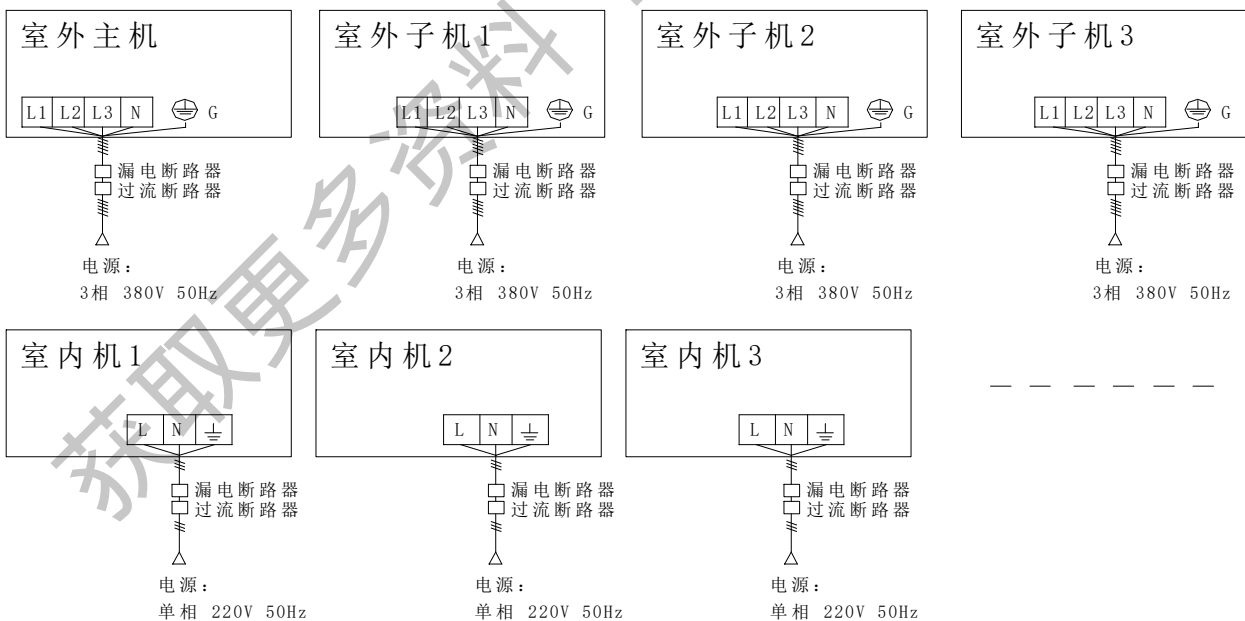 室外主机
L1 L2 L3 N G
漏电断路器
过流断路器
电源：
3相 380V 50Hz
室外子机1
L1 L2 L3 N G
漏电断路器
过流断路器
电源：
3相 380V 50Hz
室外子机2
L1 L2 L3 N G
漏电断路器
过流断路器
电源：
3相 380V 50Hz
室外子机3
L1 L2 L3 N G
漏电断路器
过流断路器
电源：
3相 380V 50Hz
室内机1
L N
漏电断路器
过流断路器
电源：
单相 220V 50Hz
室内机2
L N
漏电断路器
过流断路器
电源：
单相 220V 50Hz
室内机3
L N
漏电断路器
过流断路器
电源：
单相 220V 50Hz
获取更多资料